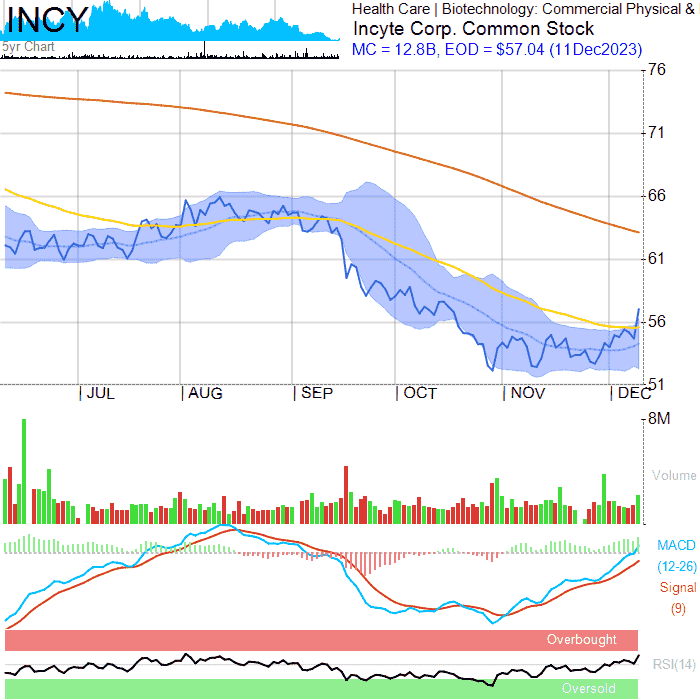 INCY
5yr Chart
Health Care | Biotechnology: Commercial Physical &
Incyte Corp. Common Stock
MC = 12.8B, EOD = $57.04 (11Dec2023)
76
71
66
61
56
51
| JUL | AUG | SEP | OCT | NOV | DEC
8M
Volume
MACD
(12-26)
Signal
(9)
Overbought
RSI(14)
Oversold